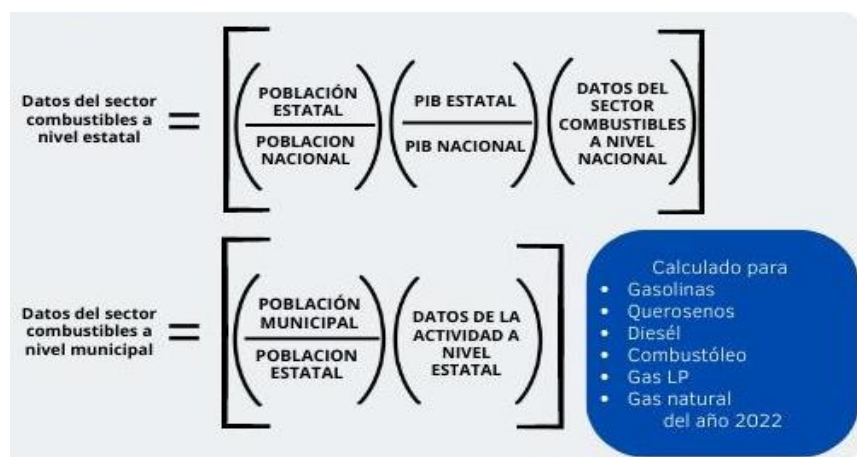 Datos del sector
combustibles a
nivel estatal
=
POBLACIÓN
ESTATAL
POBLACION
NACIONAL
PIB ESTATAL
PIB NACIONAL
DATOS DEL
SECTOR
COMBUSTIBLES
A NIVEL
NACIONAL
Datos del sector
combustibles a
nivel municipal
=
POBLACIÓN
MUNICIPAL
POBLACION
ESTATAL
DATOS DE LA
ACTIVIDAD A
NIVEL
ESTATAL
Calculado para
• Gasolinas
• Querosenos
• Diesél
• Combustóleo
• Gas LP
• Gas natural
del año 2022